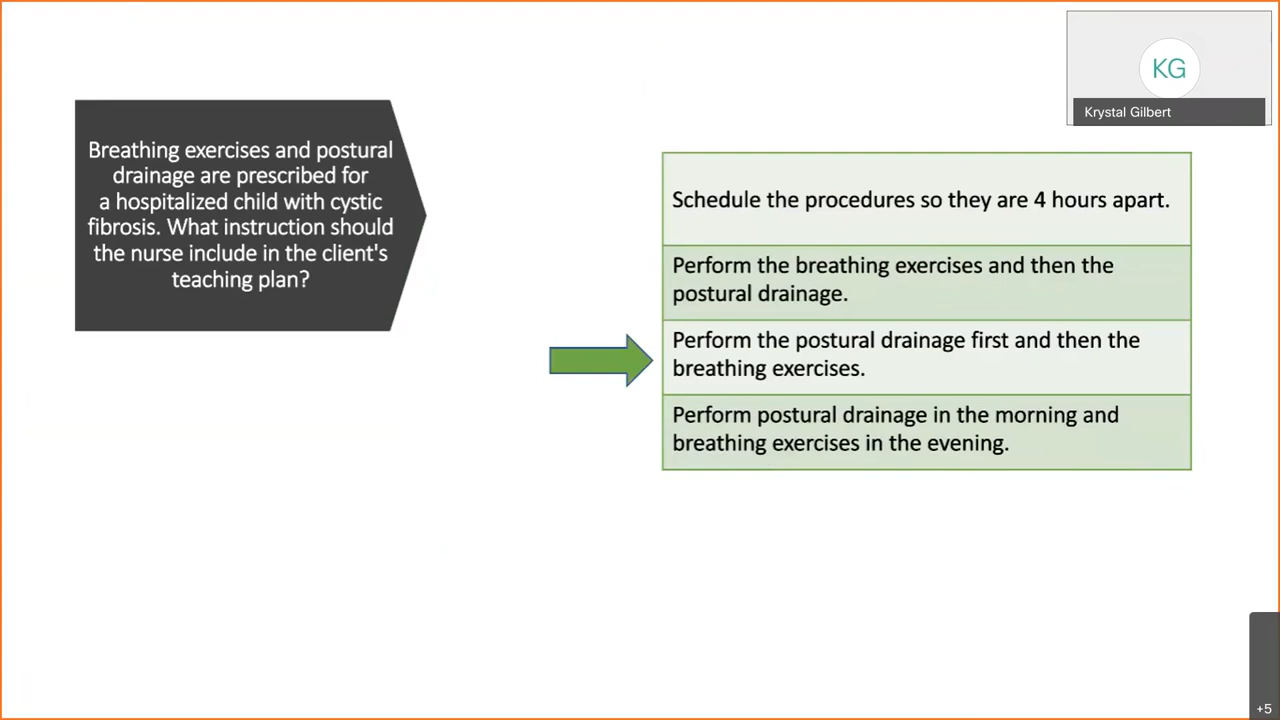 KG
Krystal Gilbert
Breathing exercises and postural
drainage are prescribed for
a hospitalized child with cystic
fibrosis. What instruction should
the nurse include in the client's
teaching plan?
Schedule the procedures so they are 4 hours apart.
Perform the breathing exercises and then the
postural drainage.
Perform the postural drainage first and then the
breathing exercises.
Perform postural drainage in the morning and
breathing exercises in the evening.
+5